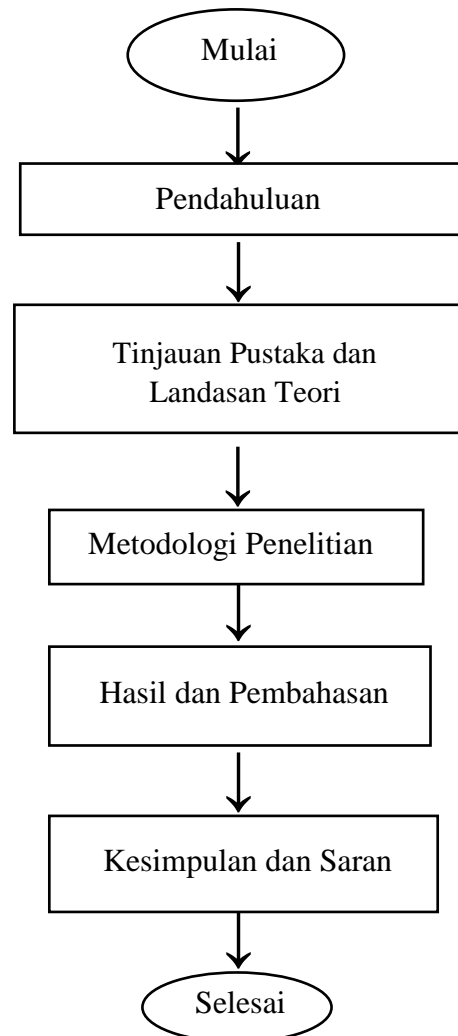 Mulai
Pendahuluan
Tinjauan Pustaka dan
Landasan Teori
Metodologi Penelitian
Hasil dan Pembahasan
Kesimpulan dan Saran
Selesai